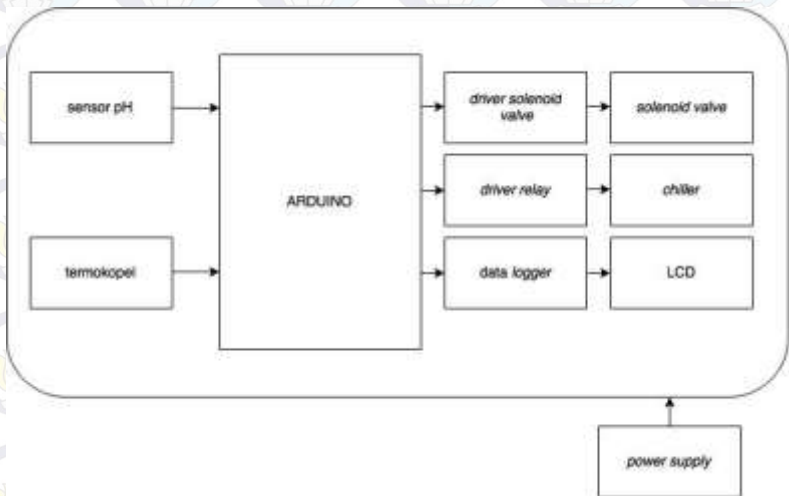 sensor pH
termokopel
ARDUINO
driver solenoid
valve
solenoid valve
driver relay
chiller
data logger
LCD
power supply